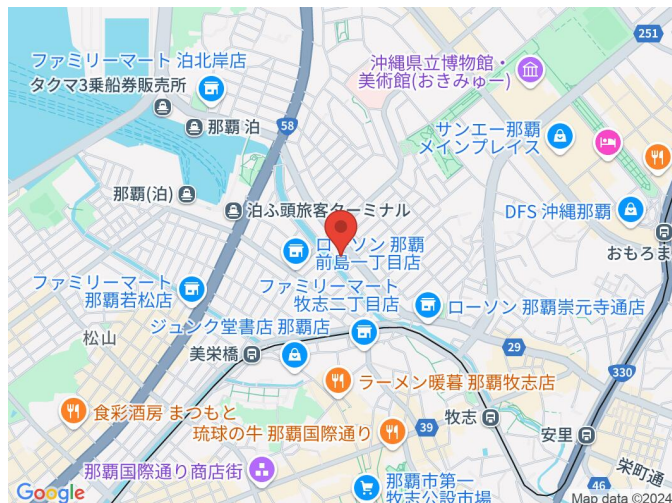 251
ファミリーマート 泊北岸店
タクマ3乗船券販売所
沖縄県立博物館・
美術館(おきみゅー)
那覇 泊
58
サンエー那覇
メインプレイス
那覇(泊)
泊ふ頭旅客ターミナル
DFS 沖縄那覇
おもろま
ローソン 那覇
前島一丁目店
ファミリーマート
那覇若松店
ファミリーマート
牧志二丁目店
ローソン 那覇崇元寺通店
松山
ジュンク堂書店 那覇店
美栄橋
29
330
ラーメン暖暮 那覇牧志店
食彩酒房 まつもと
琉球の牛 那覇国際通り
39
牧志
安里
栄町通
那覇国際通り商店街
那覇市第一
牧志公設市場
46
Google
Map data ©2024